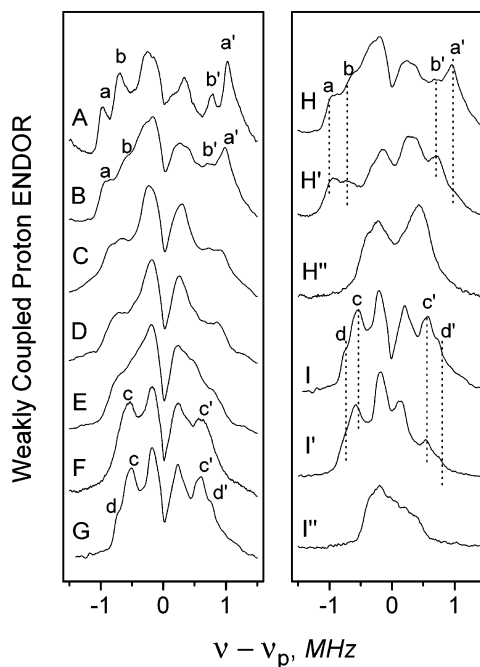 Weakly Coupled Proton ENDOR
a b b' a'
A
a b b' a'
B
C
D
E
c c'
F
d c c' d'
G
-1 0 1
a b b' a'
H
H'
H"
d c c' d'
I
I'
I"
-1 0 1
ν − νp, MHz